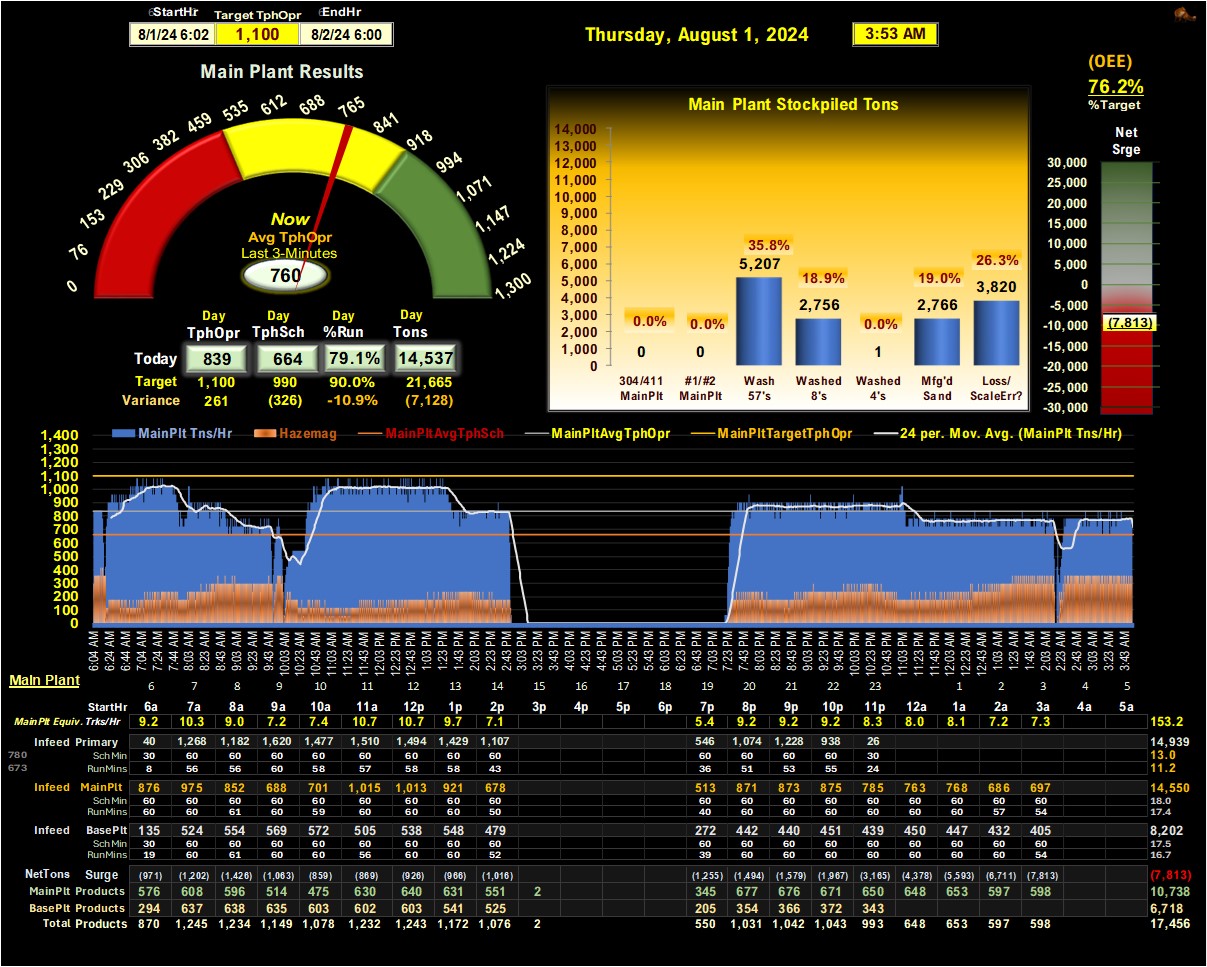 StartHr Target TphOpr EndHr
8/1/24 6:02 1,100 8/2/24 6:00
Thursday, August 1, 2024
3:53 AM
(OEE)
76.2%
%Target
Main Plant Results
0 76 153 229 306 382 459 535 612 688 765 841 918 994 1,071 1,147 1,224 1,300
Now
Avg TphOpr
Last 3-Minutes
760
Day Day Day Day
TphOpr TphSch %Run Tons
Today 839 664 79.1% 14,537
Target 1,100 990 90.0% 21,665
Variance 261 (326) -10.9% (7,128)
Main Plant Stockpiled Tons
14,000
13,000
12,000
11,000
10,000
9,000
8,000
7,000
6,000
5,000
4,000
3,000
2,000
1,000
0
0.0% 0.0% 35.8% 18.9% 0.0% 19.0% 26.3%
0 0 5,207 2,756 1 2,766 3,820
304/411 #1/#2 Wash Washed Washed Mfg'd Loss/
MainPlt MainPlt 57's 8's 4's Sand ScaleErr?
Net
Srge
30,000
25,000
20,000
15,000
10,000
5,000
0
-5,000
-10,000
-15,000
-20,000
-25,000
-30,000
(7,813)
MainPlt Tns/Hr Hazemag MainPltAvgTphSch MainPltAvgTphOpr MainPltTargetTphOpr 24 per. Mov. Avg. (MainPlt Tns/Hr)
1,400
1,300
1,200
1,100
1,000
900
800
700
600
500
400
300
200
100
0
6:04 AM 6:24 AM 6:44 AM 7:04 AM 7:24 AM 7:44 AM 8:03 AM 8:23 AM 8:43 AM 9:03 AM 9:23 AM 9:43 AM 10:03 AM 10:23 AM 10:43 AM 11:03 AM 11:23 AM 11:43 AM 12:03 PM 12:23 PM 12:43 PM 1:03 PM 1:23 PM 1:43 PM 2:03 PM 2:23 PM 2:43 PM 3:03 PM 3:23 PM 3:43 PM 4:03 PM 4:23 PM 4:43 PM 5:03 PM 5:23 PM 5:43 PM 6:03 PM 6:23 PM 6:43 PM 7:03 PM 7:23 PM 7:43 PM 8:03 PM 8:23 PM 8:43 PM 9:03 PM 9:23 PM 9:43 PM 10:03 PM 10:23 PM 10:43 PM 11:03 PM 11:23 PM 11:43 PM 12:03 AM 12:23 AM 12:43 AM 1:03 AM 1:23 AM 1:43 AM 2:03 AM 2:23 AM 2:43 AM 3:03 AM 3:23 AM 3:43 AM
Main Plant
6 7 8 9 10 11 12 13 14 15 16 17 18 19 20 21 22 23 1 2 3 4 5
StartHr 6a 7a 8a 9a 10a 11a 12p 1p 2p 3p 4p 5p 6p 7p 8p 9p 10p 11p 12a 1a 2a 3a 4a 5a
MainPlt Equiv. Trks/Hr 9.2 10.3 9.0 7.2 7.4 10.7 10.7 9.7 7.1 5.4 9.2 9.2 9.2 8.3 8.0 8.1 7.2 7.3 153.2
Infeed Primary 40 1,268 1,182 1,620 1,477 1,510 1,494 1,429 1,107 546 1,074 1,228 938 26 14,939
780 SchMin 30 60 60 60 60 60 60 60 60 60 60 60 60 30 13.0
673 RunMins 8 56 56 60 58 57 58 58 43 36 51 53 55 24 11.2
Infeed MainPlt 876 975 852 688 701 1,015 1,013 921 678 513 871 873 875 785 763 768 686 697 14,550
SchMin 60 60 60 60 60 60 60 60 60 60 60 60 60 60 60 60 60 60 18.0
RunMins 60 60 61 60 59 60 60 60 50 40 60 60 60 60 60 60 57 54 17.4
Infeed BasePlt 135 524 554 569 572 505 538 548 479 272 442 440 451 439 450 447 432 405 8,202
SchMin 30 60 60 60 60 60 60 60 60 60 60 60 60 60 60 60 60 60 17.5
RunMins 19 60 61 60 60 56 60 60 52 39 60 60 60 60 60 60 60 54 16.7
NetTons Surge (971) (1,202) (1,426) (1,063) (859) (869) (926) (966) (1,016) (1,255) (1,494) (1,579) (1,967) (3,165) (4,378) (5,593) (6,711) (7,813) (7,813)
MainPlt Products 576 608 596 514 475 630 640 631 551 2 345 677 676 671 650 648 653 597 598 10,738
BasePlt Products 294 637 638 635 603 602 603 541 525 205 354 366 372 343 6,718
Total Products 870 1,245 1,234 1,149 1,078 1,232 1,243 1,172 1,076 2 550 1,031 1,042 1,043 993 648 653 597 598 17,456